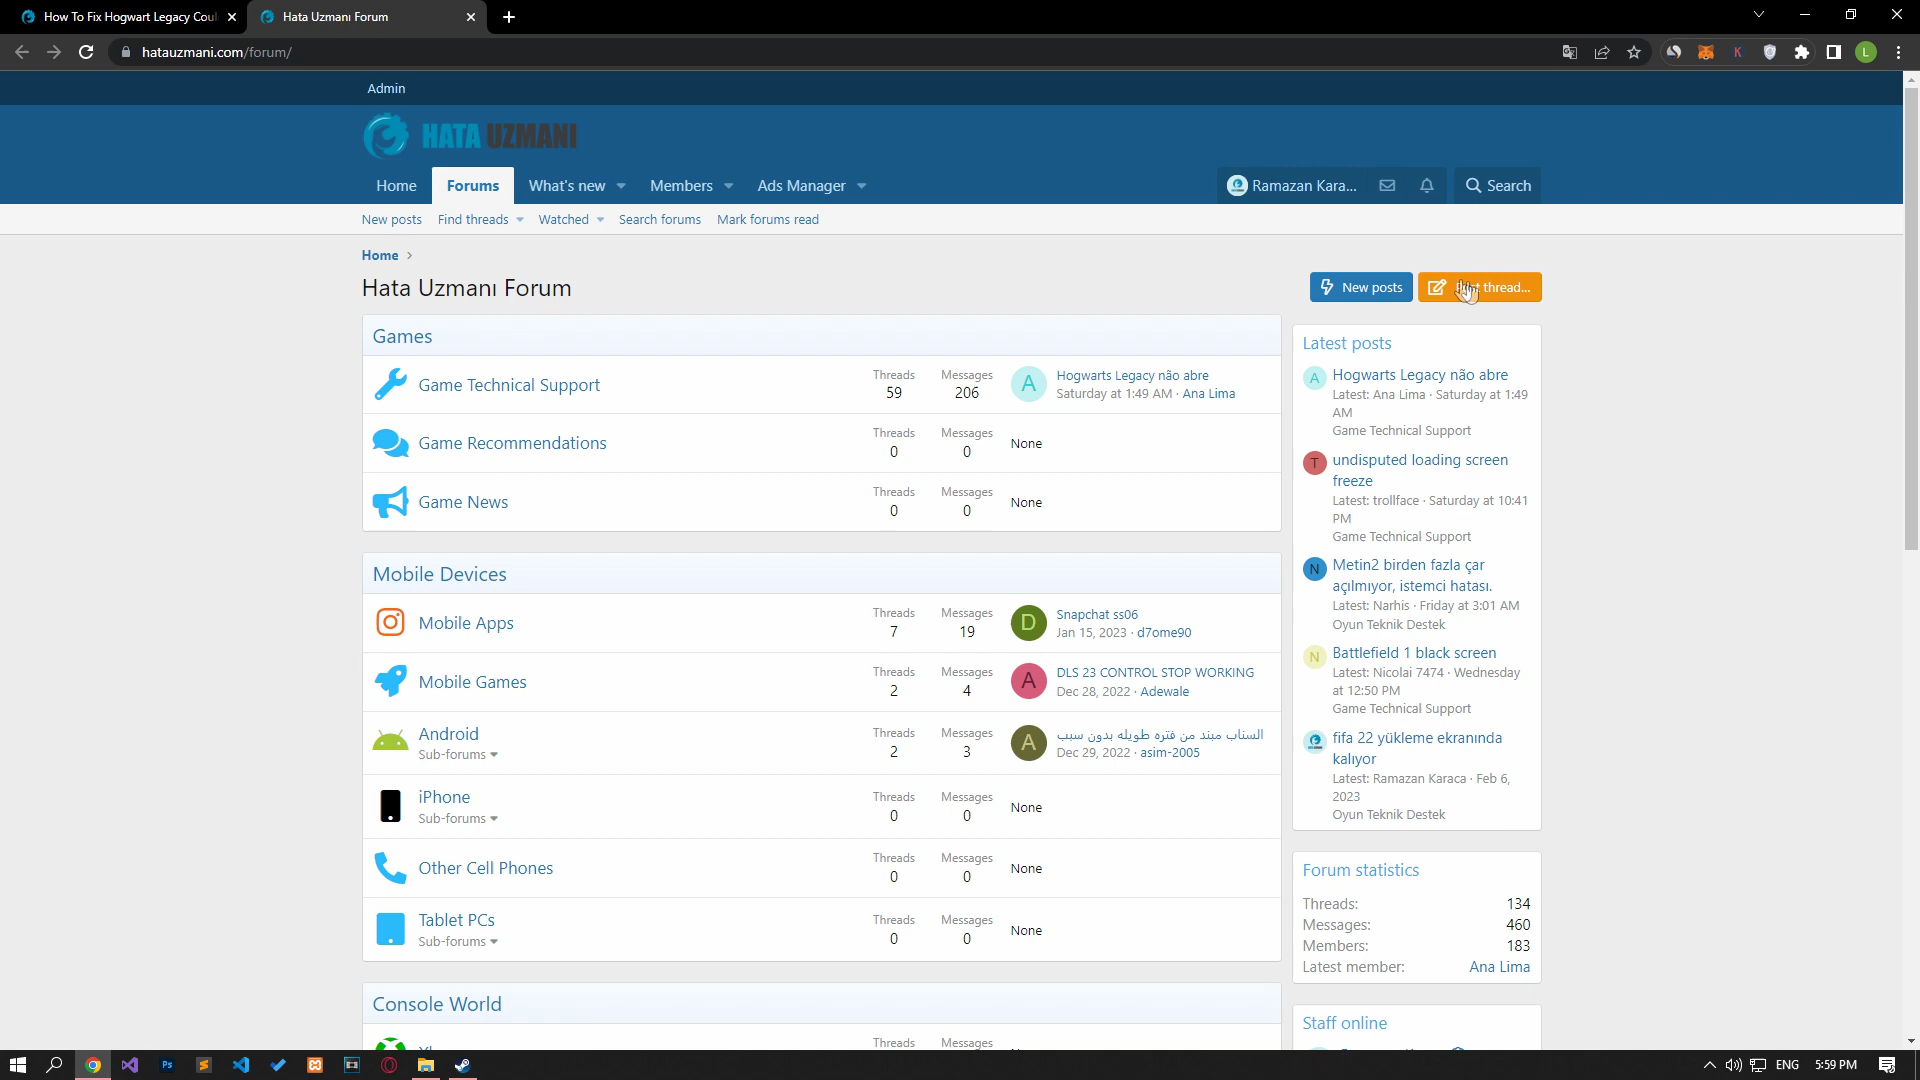 How To Fix Hogwart Legacy Coul
Hata Uzmanı Forum
hatauzmani.com/forum/
K
L
Admin
HATA UZMANI
Home
Forums
What's new
Members
Ads Manager
Ramazan Kara...
Search
New posts
Find threads
Watched
Search forums
Mark forums read
Home
Hata Uzmanı Forum
New posts
thread...
Games
Game Technical Support
Threads
59
Messages
206
A
Hogwarts Legacy não abre
Saturday at 1:49 AM · Ana Lima
Game Recommendations
Threads
0
Messages
0
None
Game News
Threads
0
Messages
0
None
Mobile Devices
Mobile Apps
Threads
7
Messages
19
D
Snapchat ss06
Jan 15, 2023 · d7ome90
Mobile Games
Threads
2
Messages
4
A
DLS 23 CONTROL STOP WORKING
Dec 28, 2022 · Adewale
Android
Sub-forums
Threads
2
Messages
3
A
السناب مبند من فتره طويله بدون سبب
Dec 29, 2022 · asim-2005
iPhone
Sub-forums
Threads
0
Messages
0
None
Other Cell Phones
Threads
0
Messages
0
None
Tablet PCs
Sub-forums
Threads
0
Messages
0
None
Console World
Threads
Messages
Latest posts
A
Hogwarts Legacy não abre
Latest: Ana Lima · Saturday at 1:49
AM
Game Technical Support
T
undisputed loading screen
freeze
Latest: trollface · Saturday at 10:41
PM
Game Technical Support
N
Metin2 birden fazla çar
açılmıyor, istemci hatası.
Latest: Narhis · Friday at 3:01 AM
Oyun Teknik Destek
N
Battlefield 1 black screen
Latest: Nicolai 7474 · Wednesday
at 12:50 PM
Game Technical Support
fifa 22 yükleme ekranında
kalıyor
Latest: Ramazan Karaca · Feb 6,
2023
Oyun Teknik Destek
Forum statistics
Threads: 134
Messages: 460
Members: 183
Latest member: Ana Lima
Staff online
Ps
ENG
5:59 PM